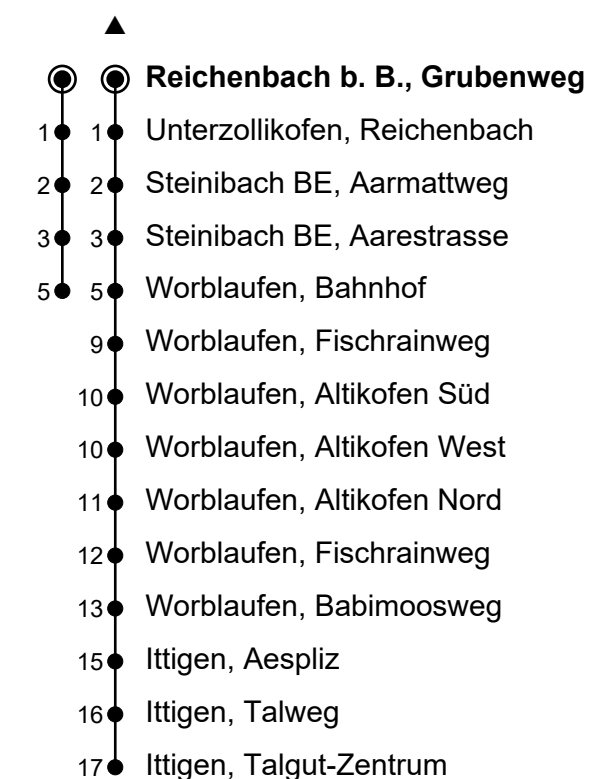 Reichenbach b. B., Grubenweg
1 1 Unterzollikofen, Reichenbach
2 2 Steinibach BE, Aarmattweg
3 3 Steinibach BE, Aarestrasse
5 5 Worblaufen, Bahnhof
9 Worblaufen, Fischrainweg
10 Worblaufen, Altikofen Süd
10 Worblaufen, Altikofen West
11 Worblaufen, Altikofen Nord
12 Worblaufen, Fischrainweg
13 Worblaufen, Babimoosweg
15 Ittigen, Aespliz
16 Ittigen, Talweg
17 Ittigen, Talgut-Zentrum